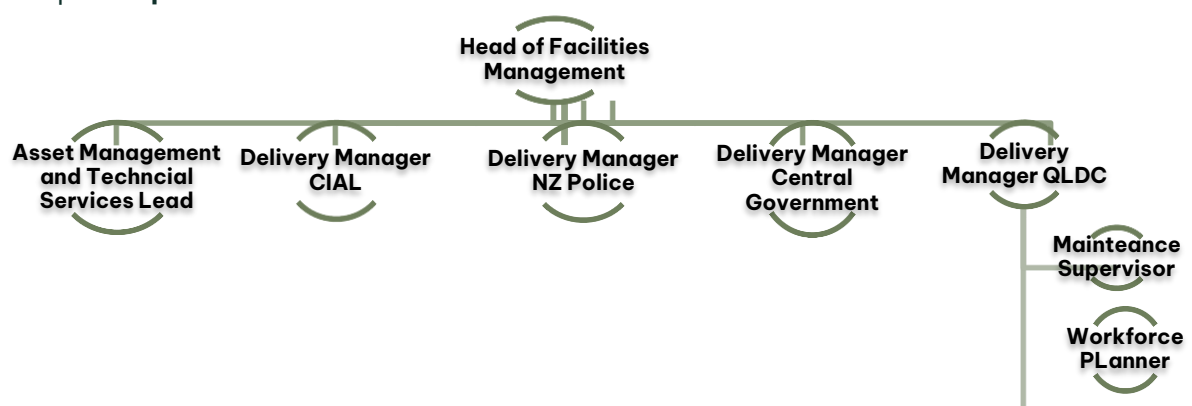 Head of Facilities
Management
Asset Management
and Techncial
Services Lead
Delivery Manager
CIAL
Delivery Manager
NZ Police
Delivery Manager
Central
Government
Delivery
Manager QLDC
Mainteance
Supervisor
Workforce
PLanner